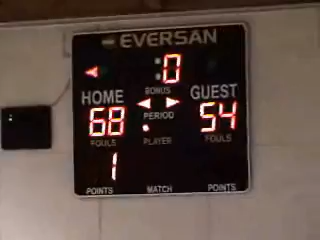 EVERSAN
:0
BONUS
HOME GUEST
68 54
PERIOD
FOULS PLAYER FOULS
1
POINTS MATCH POINTS